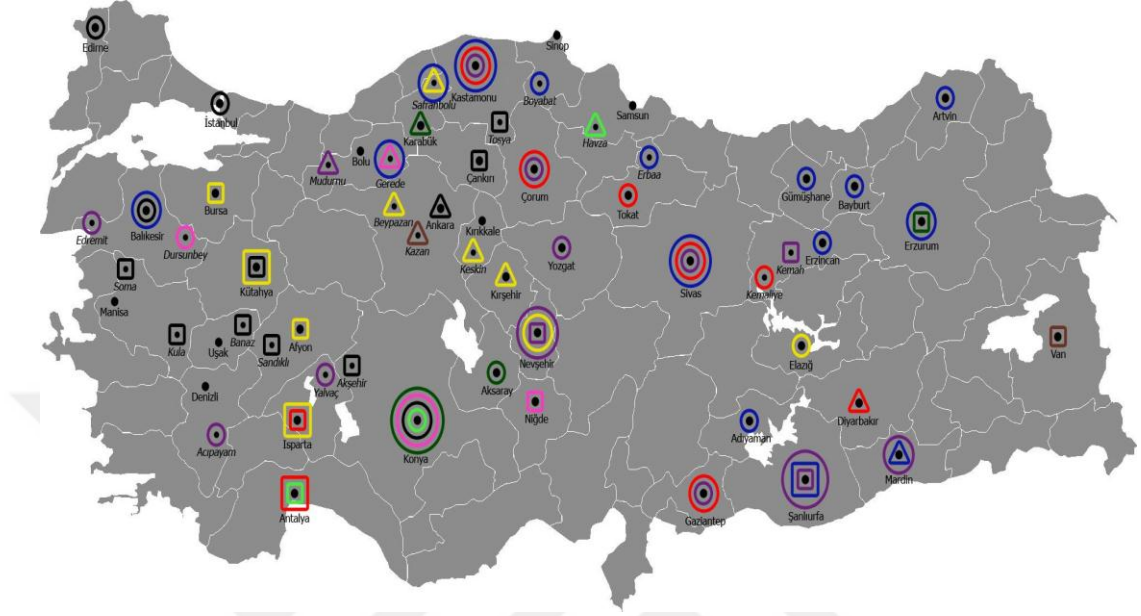 Edirne
Sinop
İstanbul
Safranbolu
Kastamonu
Boyabat
Samsun
Artvin
Karabük
Tosya
Havza
Mudurnu
Bolu
Gerede
Çankırı
Çorum
Erbaa
Tokat
Gümüşhane
Bayburt
Bursa
Beypazarı
Ankara
Kırıkkale
Erzurum
Edremit
Balıkesir
Dursunbey
Kazan
Keskin
Yozgat
Erzincan
Kemah
Soma
Kütahya
Kırşehir
Sivas
Kemaliye
Manisa
Kula
Uşak
Banaz
Sandıklı
Afyon
Nevşehir
Elazığ
Van
Denizli
Yalvaç
Akşehir
Aksaray
Niğde
Diyarbakır
Acıpayam
Isparta
Konya
Adıyaman
Mardin
Antalya
Gaziantep
Şanlıurfa